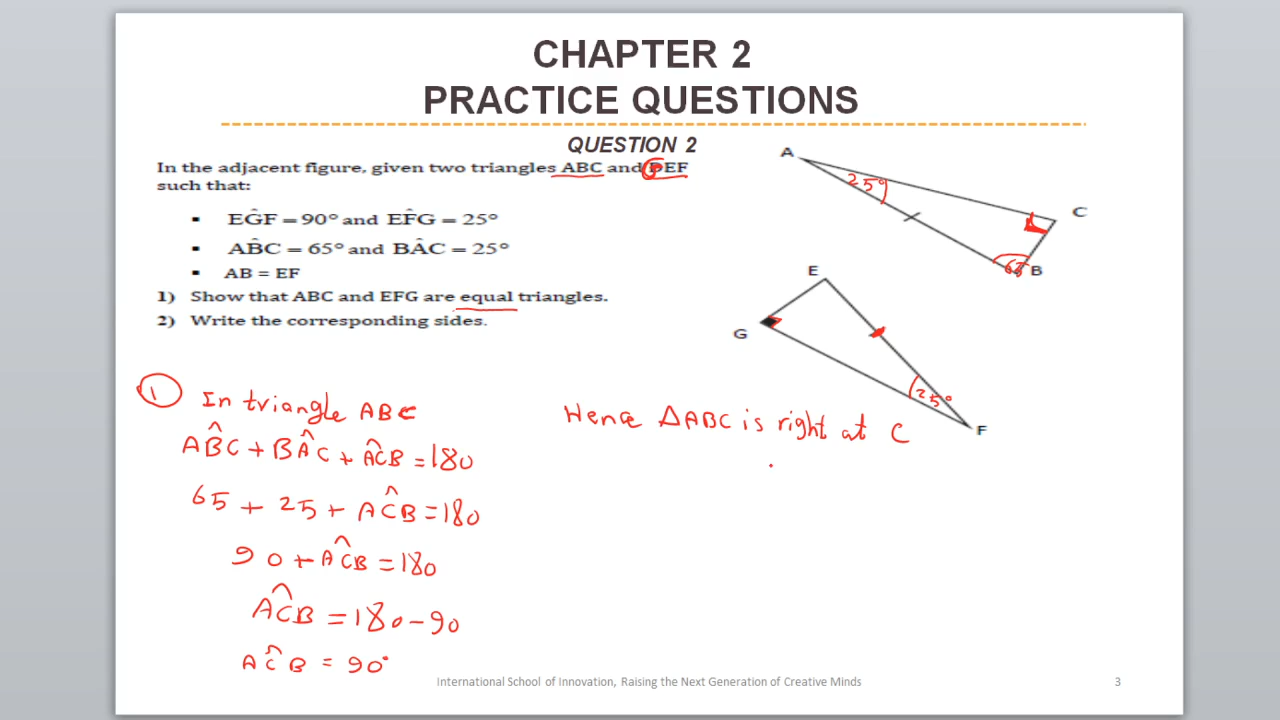 CHAPTER 2
PRACTICE QUESTIONS
QUESTION 2
In the adjacent figure, given two triangles ABC and EF
such that:
▪ EĜF = 90° and EF̂G = 25°
▪ AB̂C = 65° and BÂC = 25°
▪ AB = EF
1) Show that ABC and EFG are equal triangles.
2) Write the corresponding sides.
A
25°
C
65
B
E
G
25°
F
1
In triangle ABC
AB̂C + BÂC + AĈB = 180
65 + 25 + AĈB = 180
90 + AĈB = 180
AĈB = 180 - 90
AĈB = 90°
Hence △ABC is right at C
International School of Innovation, Raising the Next Generation of Creative Minds
3